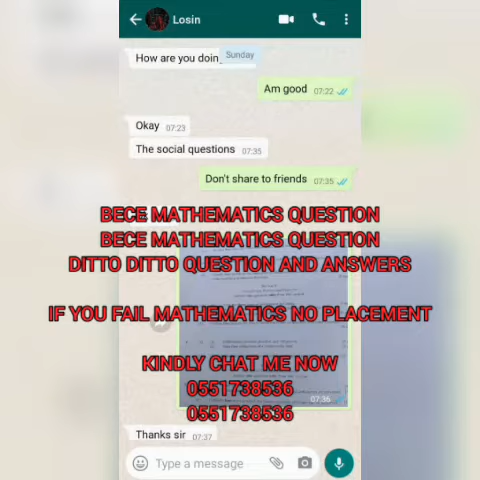 Losin
How are you doin
Sunday
Am good 07:22
Okay 07:23
The social questions 07:35
Don't share to friends 07:35
BECE MATHEMATICS QUESTION
BECE MATHEMATICS QUESTION
DITTO DITTO QUESTION AND ANSWERS
IF YOU FAIL MATHEMATICS NO PLACEMENT
KINDLY CHAT ME NOW
0551738536
0551738536
07:36
Thanks sir 07:37
Type a message